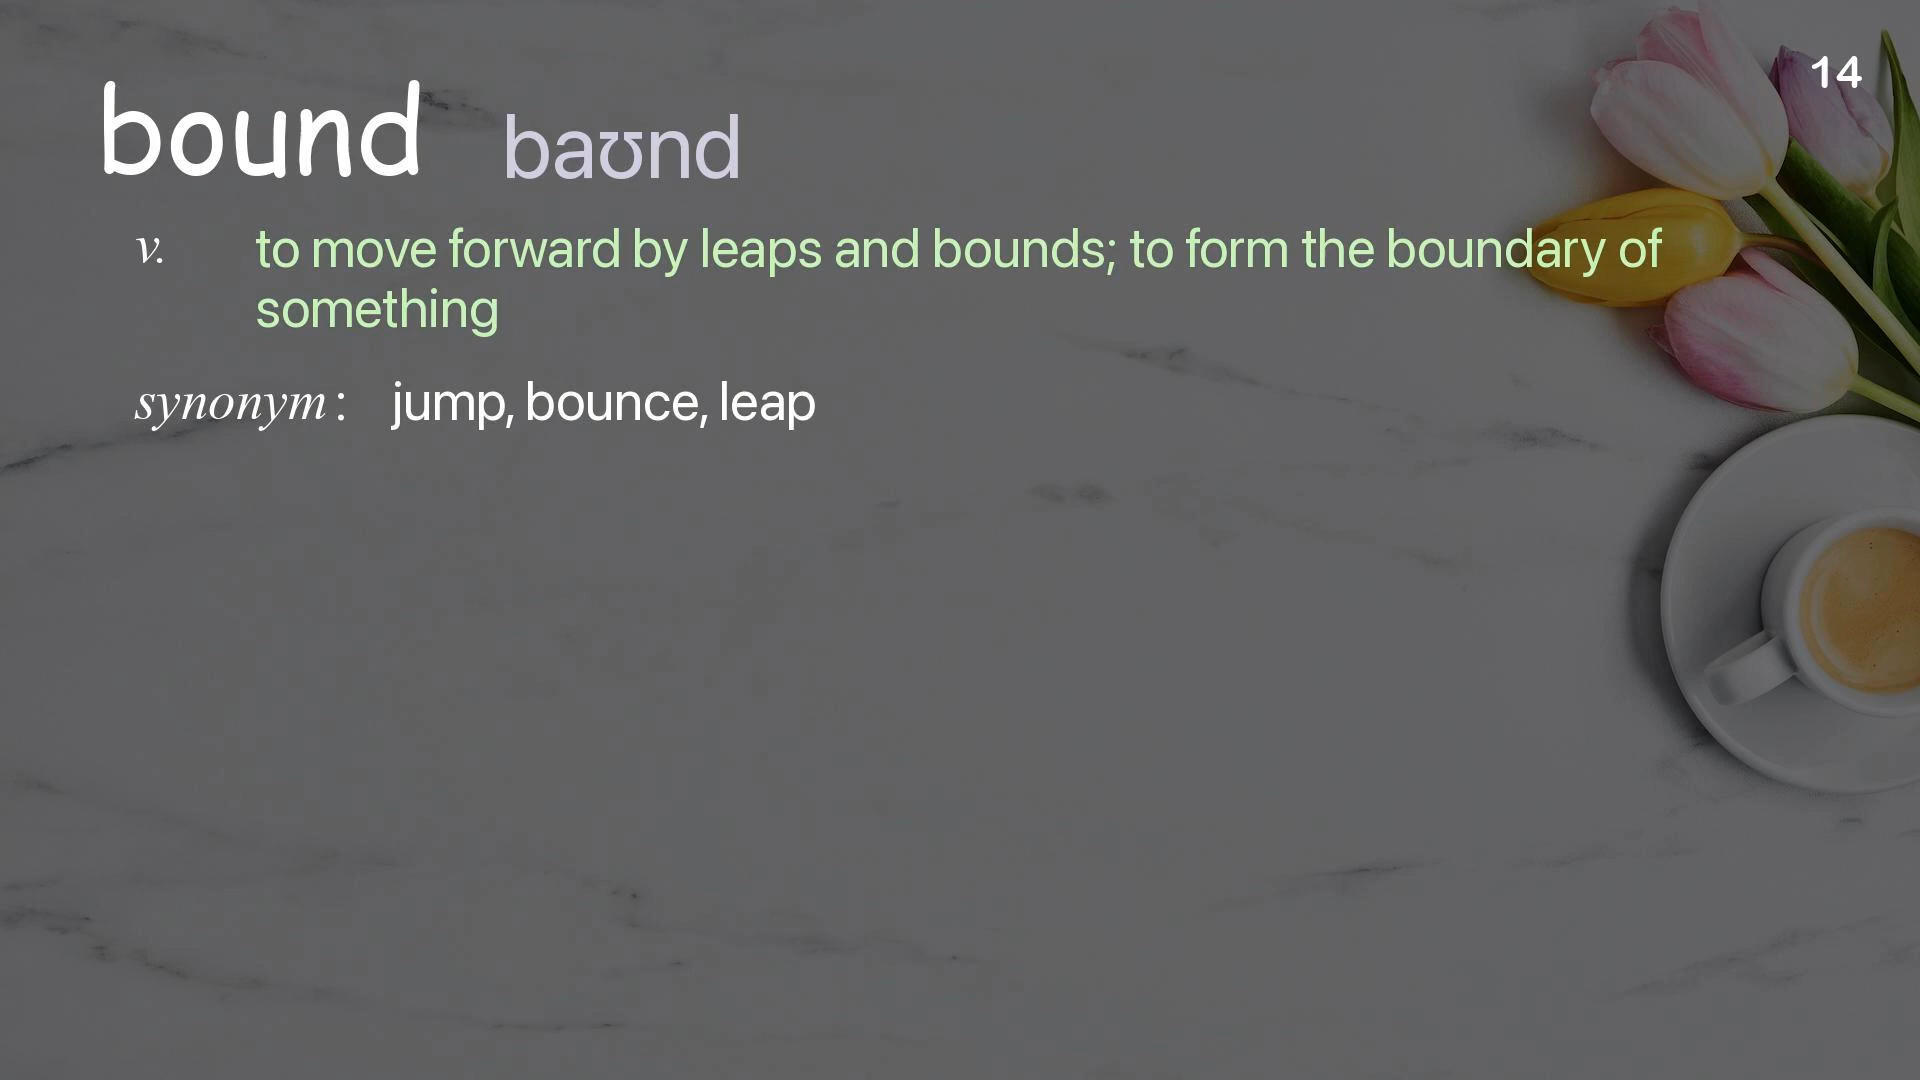 14
bound baʊnd
v. to move forward by leaps and bounds; to form the boundary of
something
synonym : jump, bounce, leap